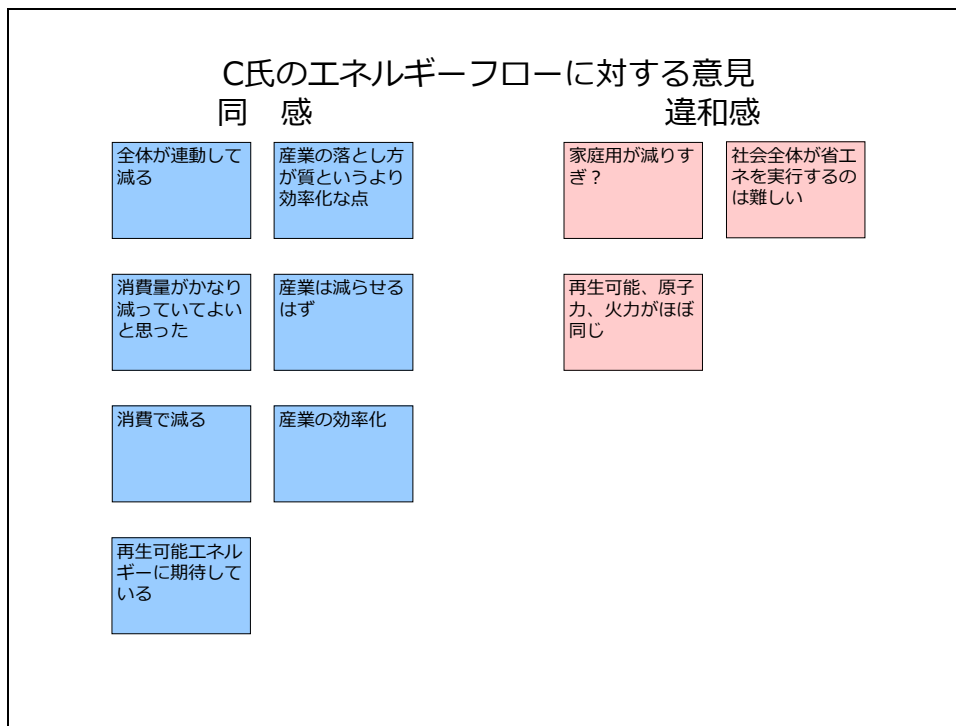 C氏のエネルギーフローに対する意見
同　感
違和感
全体が連動して
減る
産業の落とし方
が質というより
効率化な点
消費量がかなり
減っていてよい
と思った
産業は減らせる
はず
消費で減る
産業の効率化
再生可能エネル
ギーに期待して
いる
家庭用が減りす
ぎ？
社会全体が省エ
ネを実行するの
は難しい
再生可能、原子
力、火力がほぼ
同じ